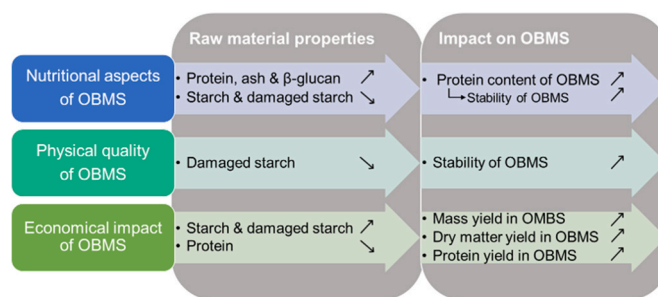 Raw material properties
Impact on OBMS
Nutritional aspects
of OBMS
• Protein, ash & β-glucan ↗
• Starch & damaged starch ↘
• Protein content of OBMS ↗
Stability of OBMS ↗
Physical quality
of OBMS
• Damaged starch ↘
• Stability of OBMS ↗
Economical impact
of OBMS
• Starch & damaged starch ↗
• Protein ↘
• Mass yield in OMBS ↗
• Dry matter yield in OBMS ↗
• Protein yield in OBMS ↗